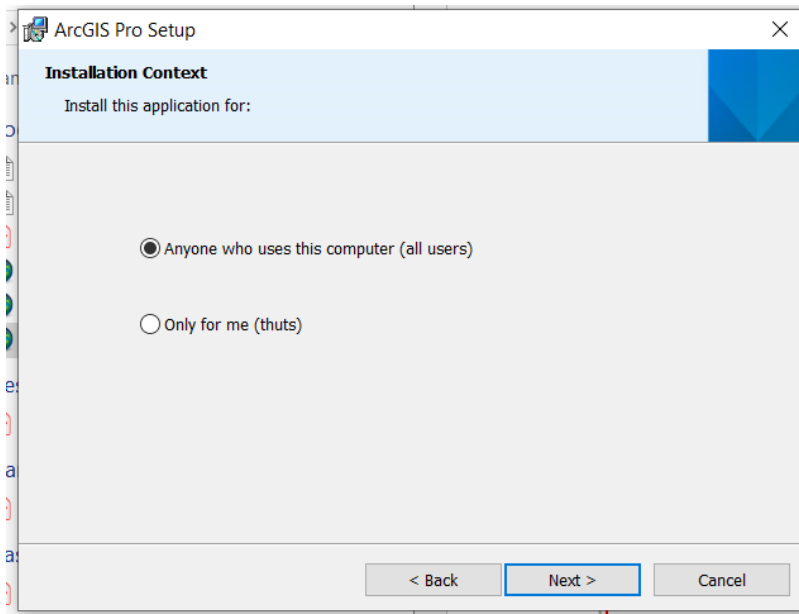 ArcGIS Pro Setup
Installation Context
Install this application for:
Anyone who uses this computer (all users)
Only for me (thuts)
< Back
Next >
Cancel